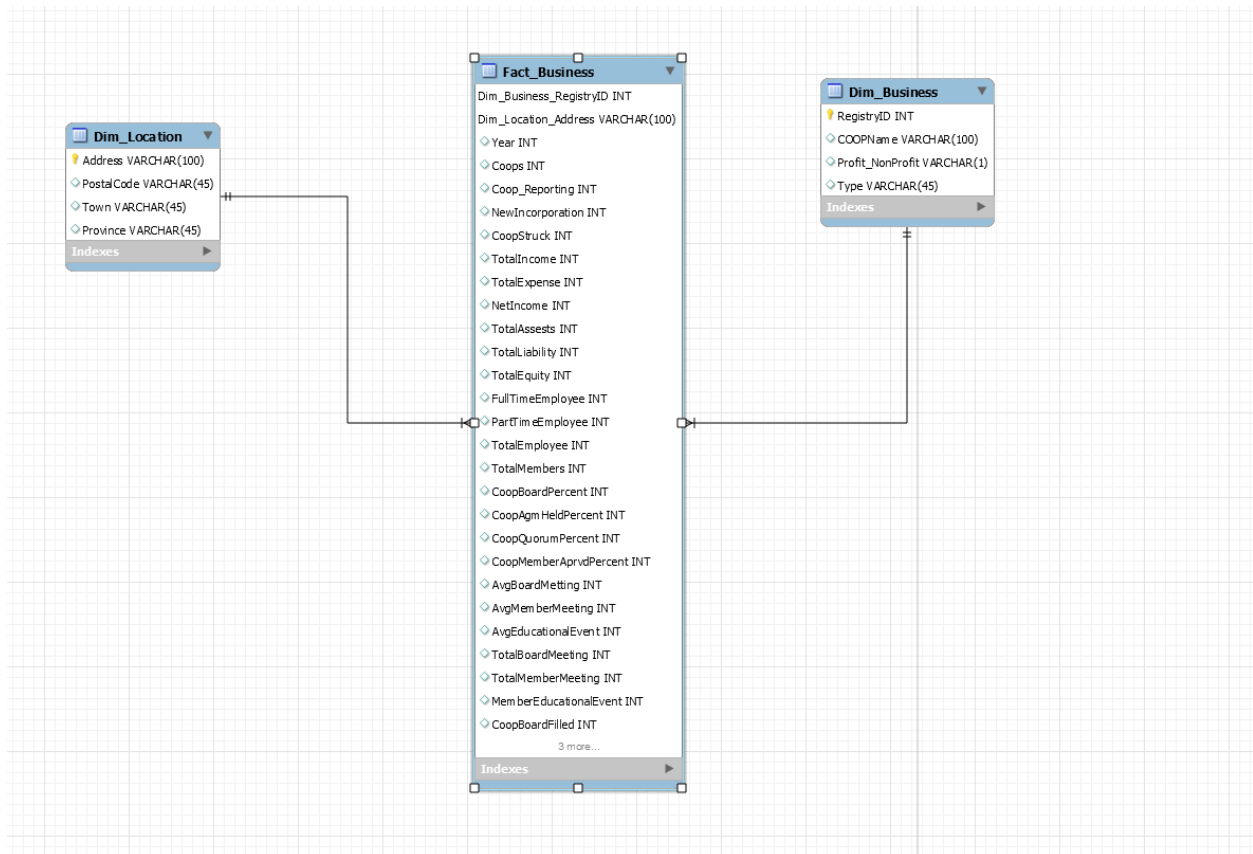 Dim_Location
Address VARCHAR(100)
PostalCode VARCHAR(45)
Town VARCHAR(45)
Province VARCHAR(45)
Indexes
Fact_Business
Dim_Business_RegistryID INT
Dim_Location_Address VARCHAR(100)
Year INT
Coops INT
Coop_Reporting INT
NewIncorporation INT
CoopStruck INT
TotalIncome INT
TotalExpense INT
NetIncome INT
TotalAssests INT
TotalLiability INT
TotalEquity INT
FullTimeEmployee INT
PartTimeEmployee INT
TotalEmployee INT
TotalMembers INT
CoopBoardPercent INT
CoopAgmHeldPercent INT
CoopQuorumPercent INT
CoopMemberAprvdPercent INT
AvgBoardMetting INT
AvgMemberMeeting INT
AvgEducationalEvent INT
TotalBoardMeeting INT
TotalMemberMeeting INT
MemberEducationalEvent INT
CoopBoardFilled INT
3 more...
Indexes
Dim_Business
RegistryID INT
COOPName VARCHAR(100)
Profit_NonProfit VARCHAR(1)
Type VARCHAR(45)
Indexes